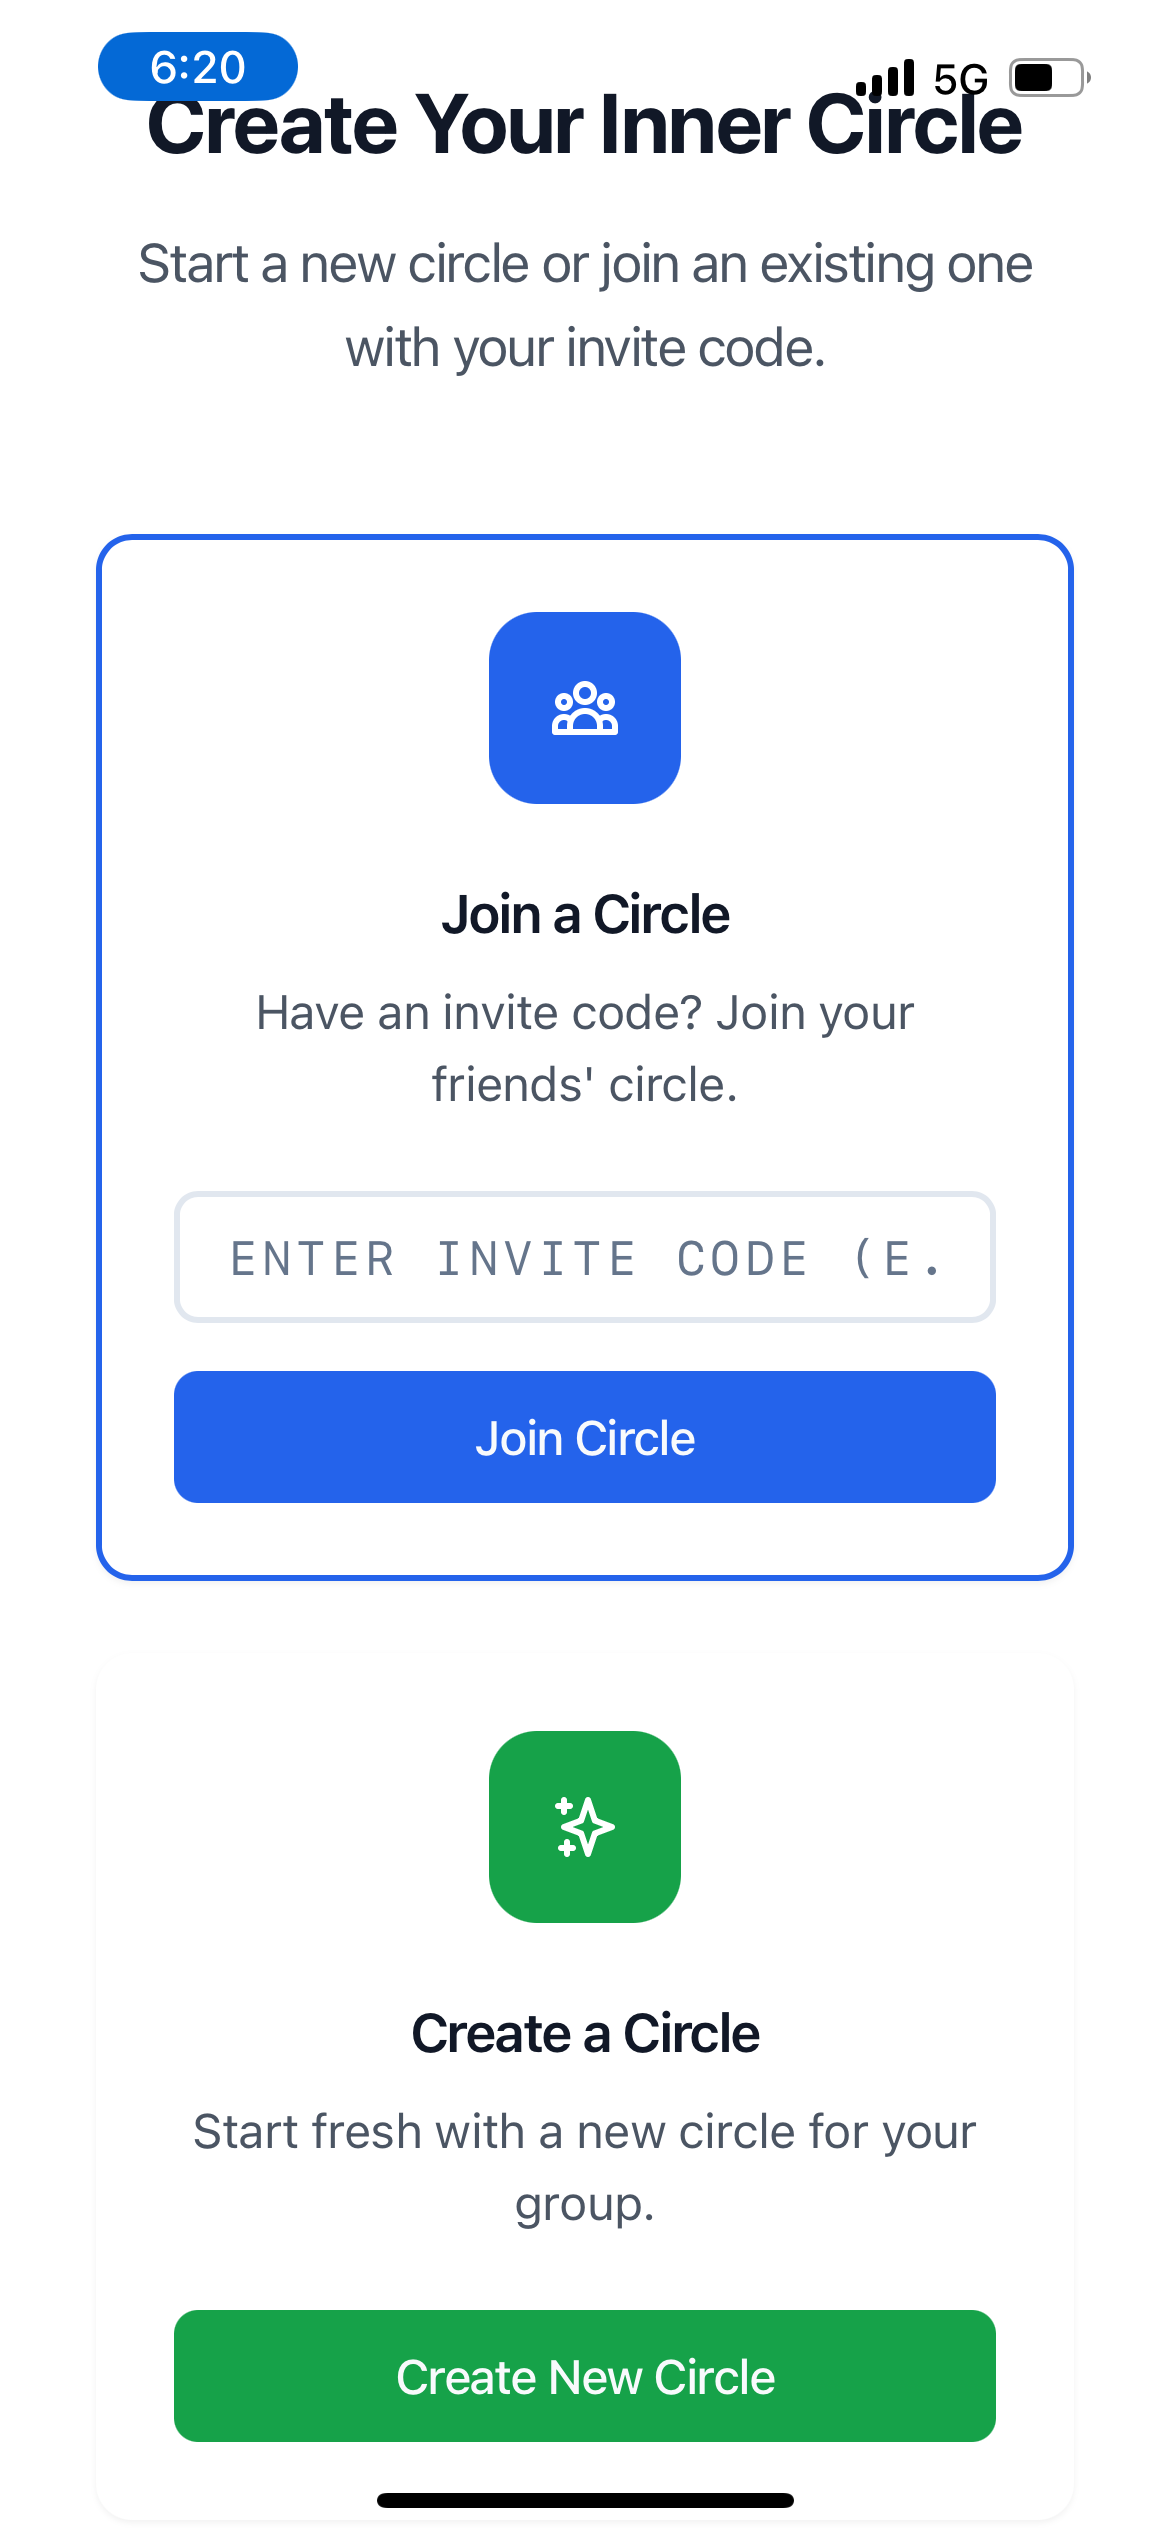 6:20
5G
Create Your Inner Circle
Start a new circle or join an existing one
with your invite code.
Join a Circle
Have an invite code? Join your
friends' circle.
ENTER INVITE CODE (E.
Join Circle
Create a Circle
Start fresh with a new circle for your
group.
Create New Circle